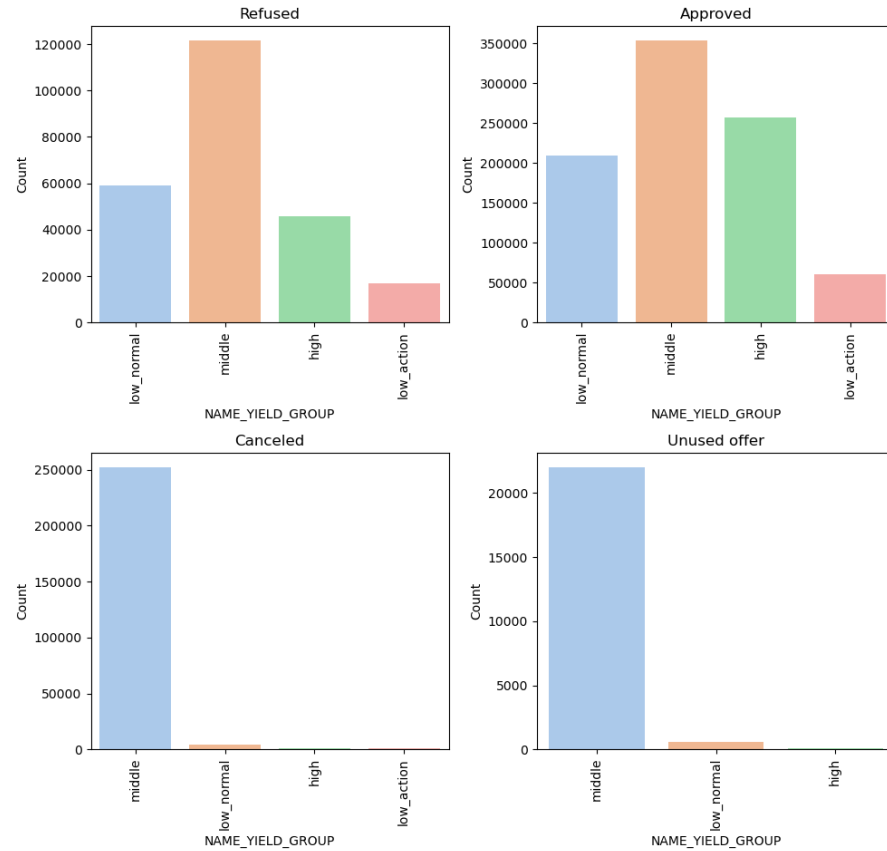 Refused
Count
120000
100000
80000
60000
40000
20000
0
low_normal
middle
high
low_action
NAME_YIELD_GROUP
Approved
Count
350000
300000
250000
200000
150000
100000
50000
0
low_normal
middle
high
low_action
NAME_YIELD_GROUP
Canceled
Count
250000
200000
150000
100000
50000
0
middle
low_normal
high
low_action
NAME_YIELD_GROUP
Unused offer
Count
20000
15000
10000
5000
0
middle
low_normal
high
NAME_YIELD_GROUP